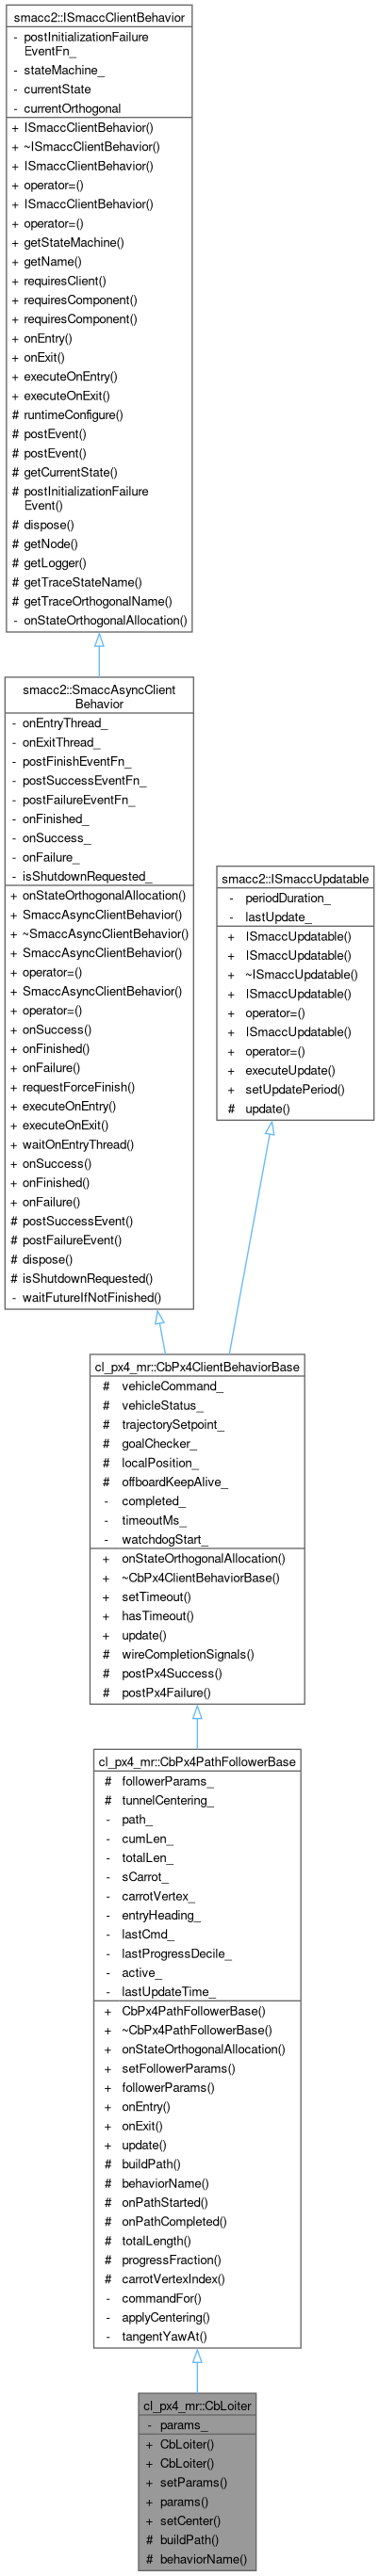 smacc2::ISmaccClientBehavior
- postInitializationFailure
EventFn_
- stateMachine_
- currentState
- currentOrthogonal
+ ISmaccClientBehavior()
+ ~ISmaccClientBehavior()
+ ISmaccClientBehavior()
+ operator=()
+ ISmaccClientBehavior()
+ operator=()
+ getStateMachine()
+ getName()
+ requiresClient()
+ requiresComponent()
+ requiresComponent()
+ onEntry()
+ onExit()
+ executeOnEntry()
+ executeOnExit()
# runtimeConfigure()
# postEvent()
# postEvent()
# getCurrentState()
# postInitializationFailure
Event()
# dispose()
# getNode()
# getLogger()
# getTraceStateName()
# getTraceOrthogonalName()
- onStateOrthogonalAllocation()
smacc2::SmaccAsyncClient
Behavior
- onEntryThread_
- onExitThread_
- postFinishEventFn_
- postSuccessEventFn_
- postFailureEventFn_
- onFinished_
- onSuccess_
- onFailure_
- isShutdownRequested_
+ onStateOrthogonalAllocation()
+ SmaccAsyncClientBehavior()
+ ~SmaccAsyncClientBehavior()
+ SmaccAsyncClientBehavior()
+ operator=()
+ SmaccAsyncClientBehavior()
+ operator=()
+ onSuccess()
+ onFinished()
+ onFailure()
+ requestForceFinish()
+ executeOnEntry()
+ executeOnExit()
+ waitOnEntryThread()
+ onSuccess()
+ onFinished()
+ onFailure()
# postSuccessEvent()
# postFailureEvent()
# dispose()
# isShutdownRequested()
- waitFutureIfNotFinished()
smacc2::ISmaccUpdatable
- periodDuration_
- lastUpdate_
+ ISmaccUpdatable()
+ ISmaccUpdatable()
+ ~ISmaccUpdatable()
+ ISmaccUpdatable()
+ operator=()
+ ISmaccUpdatable()
+ operator=()
+ executeUpdate()
+ setUpdatePeriod()
# update()
cl_px4_mr::CbPx4ClientBehaviorBase
# vehicleCommand_
# vehicleStatus_
# trajectorySetpoint_
# goalChecker_
# localPosition_
# offboardKeepAlive_
- completed_
- timeoutMs_
- watchdogStart_
+ onStateOrthogonalAllocation()
+ ~CbPx4ClientBehaviorBase()
+ setTimeout()
+ hasTimeout()
+ update()
# wireCompletionSignals()
# postPx4Success()
# postPx4Failure()
cl_px4_mr::CbPx4PathFollowerBase
# followerParams_
# tunnelCentering_
- path_
- cumLen_
- totalLen_
- sCarrot_
- carrotVertex_
- entryHeading_
- lastCmd_
- lastProgressDecile_
- active_
- lastUpdateTime_
+ CbPx4PathFollowerBase()
+ ~CbPx4PathFollowerBase()
+ onStateOrthogonalAllocation()
+ setFollowerParams()
+ followerParams()
+ onEntry()
+ onExit()
+ update()
# buildPath()
# behaviorName()
# onPathStarted()
# onPathCompleted()
# totalLength()
# progressFraction()
# carrotVertexIndex()
- commandFor()
- applyCentering()
- tangentYawAt()
cl_px4_mr::CbLoiter
- params_
+ CbLoiter()
+ CbLoiter()
+ setParams()
+ params()
+ setCenter()
# buildPath()
# behaviorName()